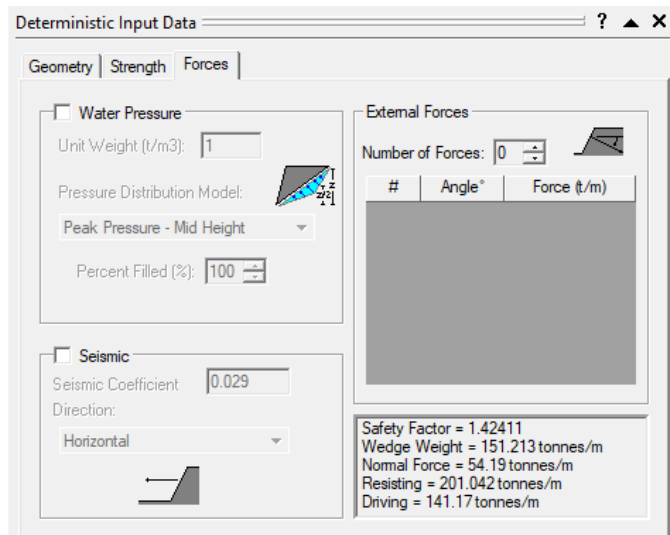 Deterministic Input Data ? ▲ ×
Geometry Strength Forces
Water Pressure
Unit Weight (t/m3): 1
Pressure Distribution Model:
Peak Pressure - Mid Height
Percent Filled (%): 100
Seismic
Seismic Coefficient 0.029
Direction:
Horizontal
External Forces
Number of Forces: 0
# Angle° Force (t/m)
Safety Factor = 1.42411
Wedge Weight = 151.213 tonnes/m
Normal Force = 54.19 tonnes/m
Resisting = 201.042 tonnes/m
Driving = 141.17 tonnes/m